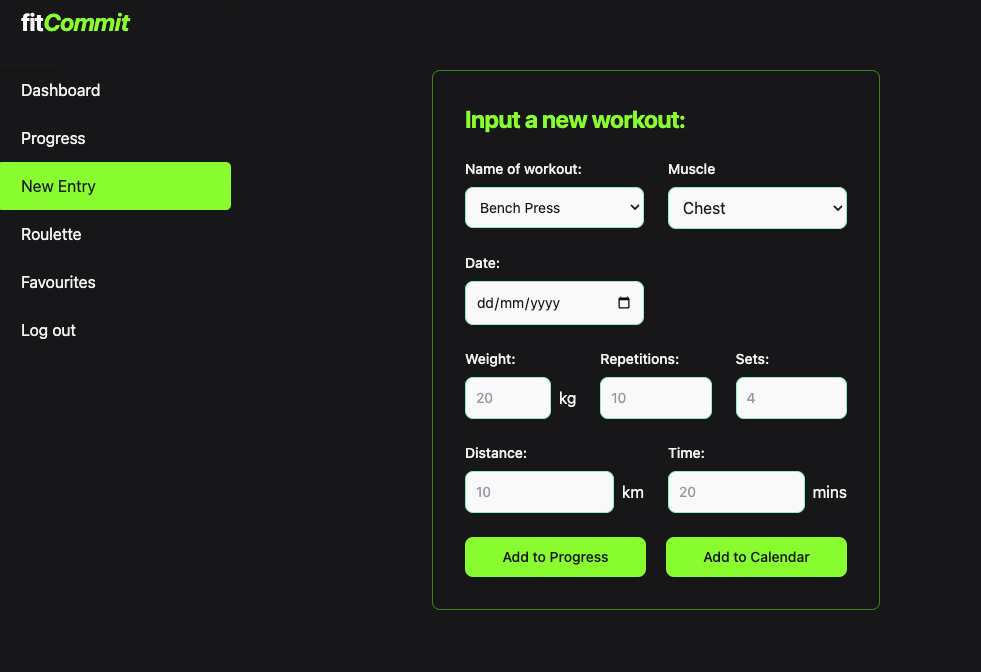 fitCommit
Dashboard
Progress
New Entry
Roulette
Favourites
Log out
Input a new workout:
Name of workout: Muscle
Bench Press Chest
Date:
dd/mm/yyyy
Weight: Repetitions: Sets:
20 kg 10 4
Distance: Time:
10 km 20 mins
Add to Progress Add to Calendar